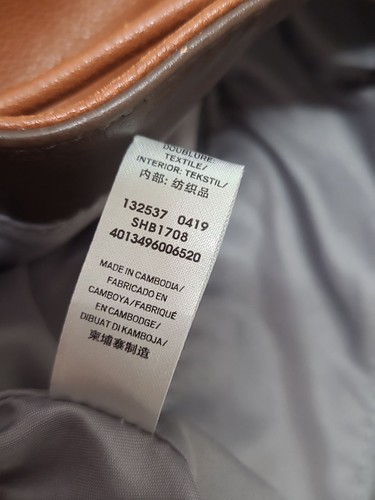 DOUBLURE:
TEXTILE/
INTERIOR: TEKSTIL/
内部: 纺织品
132537 0419
SHB1708
4013496006520
MADE IN CAMBODIA/
FABRICADO EN
CAMBOYA/FABRIQUÉ
EN CAMBODGE/
DIBUAT DI KAMBOJA/
柬埔寨制造